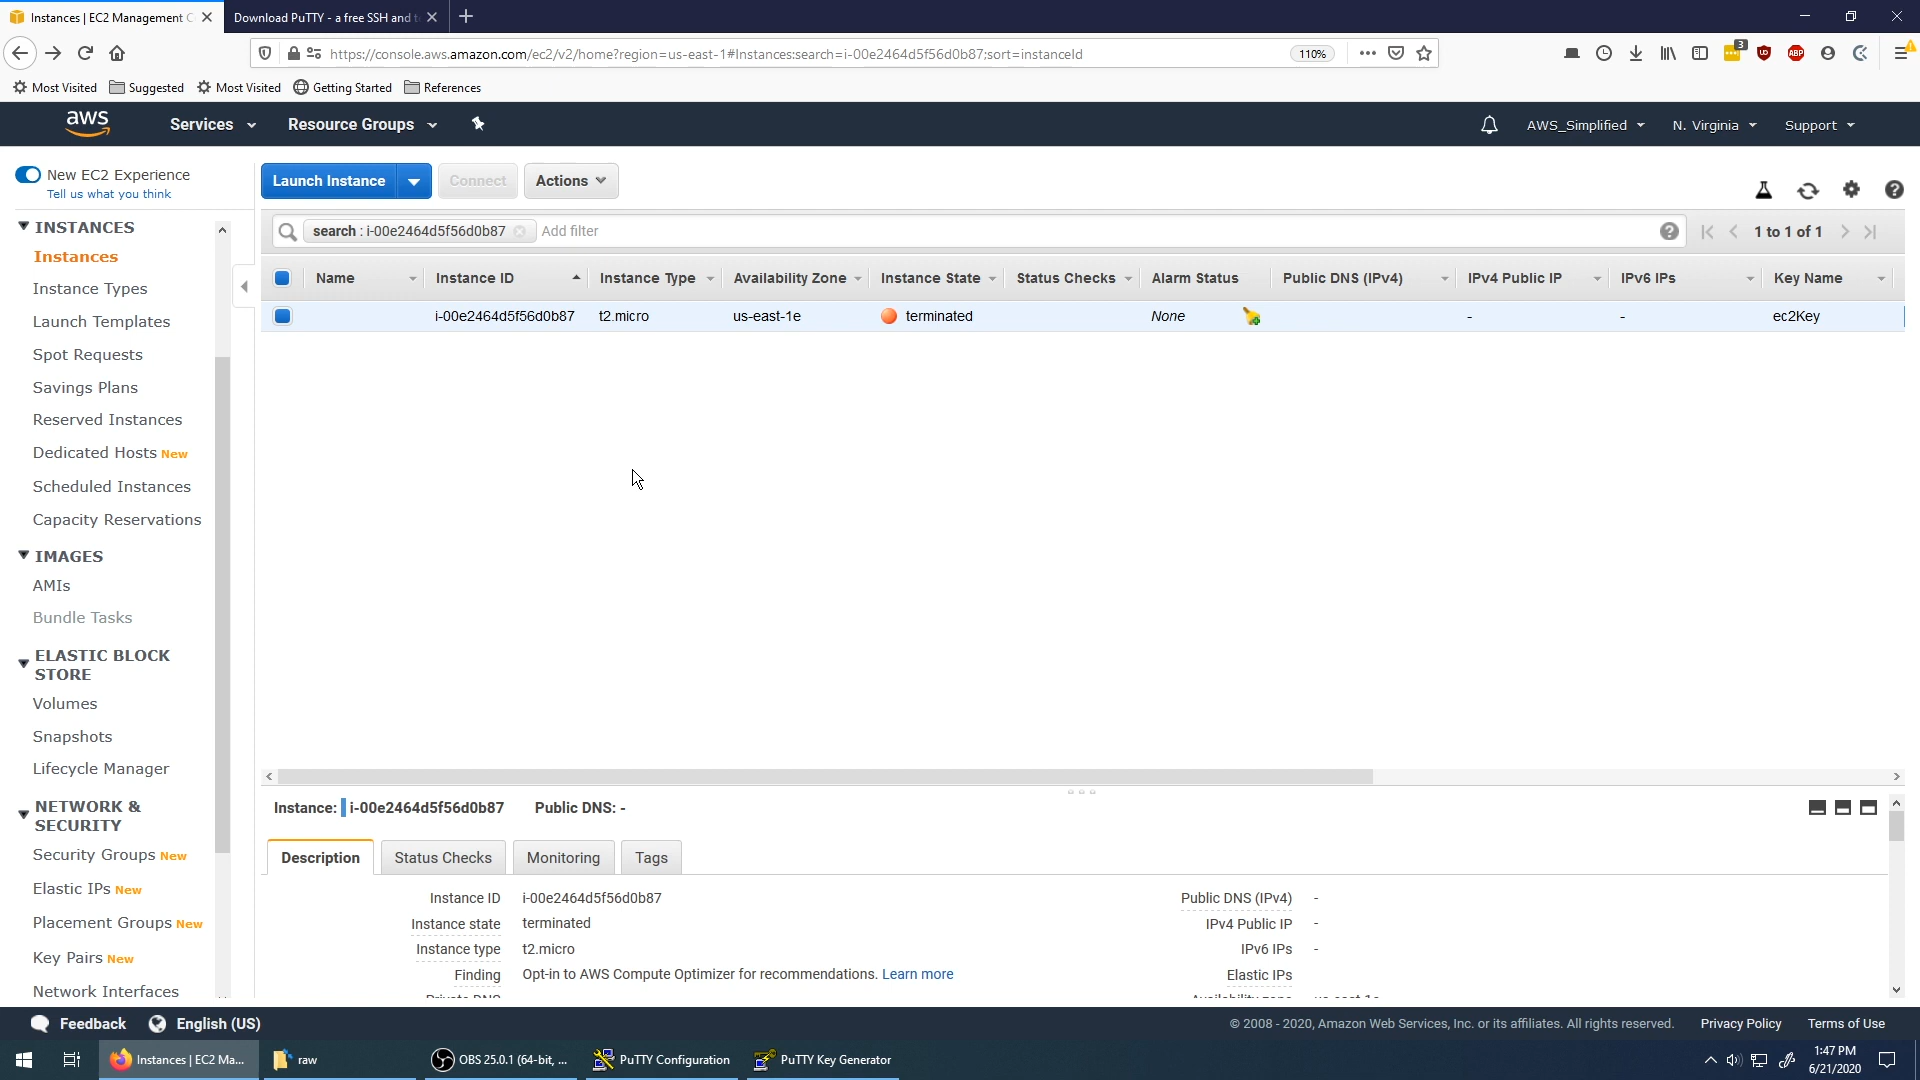 Instances | EC2 Management C
Download PuTTY - a free SSH and t
https://console.aws.amazon.com/ec2/v2/home?region=us-east-1#Instances:search=i-00e2464d5f56d0b87;sort=instanceId
110%
3
ABP
Most Visited
Suggested
Most Visited
Getting Started
References
aws
Services
Resource Groups
AWS_Simplified
N. Virginia
Support
New EC2 Experience
Tell us what you think
INSTANCES
Instances
Instance Types
Launch Templates
Spot Requests
Savings Plans
Reserved Instances
Dedicated Hosts New
Scheduled Instances
Capacity Reservations
IMAGES
AMIs
Bundle Tasks
ELASTIC BLOCK
STORE
Volumes
Snapshots
Lifecycle Manager
NETWORK &
SECURITY
Security Groups New
Elastic IPs New
Placement Groups New
Key Pairs New
Network Interfaces
Launch Instance
Connect
Actions
search : i-00e2464d5f56d0b87
Add filter
1 to 1 of 1
Name Instance ID Instance Type Availability Zone Instance State Status Checks Alarm Status Public DNS (IPv4) IPv4 Public IP IPv6 IPs Key Name
i-00e2464d5f56d0b87 t2.micro us-east-1e terminated None - - ec2Key
Instance: i-00e2464d5f56d0b87 Public DNS: -
Description
Status Checks
Monitoring
Tags
Instance ID i-00e2464d5f56d0b87
Instance state terminated
Instance type t2.micro
Finding Opt-in to AWS Compute Optimizer for recommendations. Learn more
Public DNS (IPv4) -
IPv4 Public IP -
IPv6 IPs -
Elastic IPs
Feedback
English (US)
© 2008 - 2020, Amazon Web Services, Inc. or its affiliates. All rights reserved.
Privacy Policy
Terms of Use
Instances | EC2 Ma...
raw
OBS 25.0.1 (64-bit, ...
PuTTY Configuration
PuTTY Key Generator
1:47 PM
6/21/2020